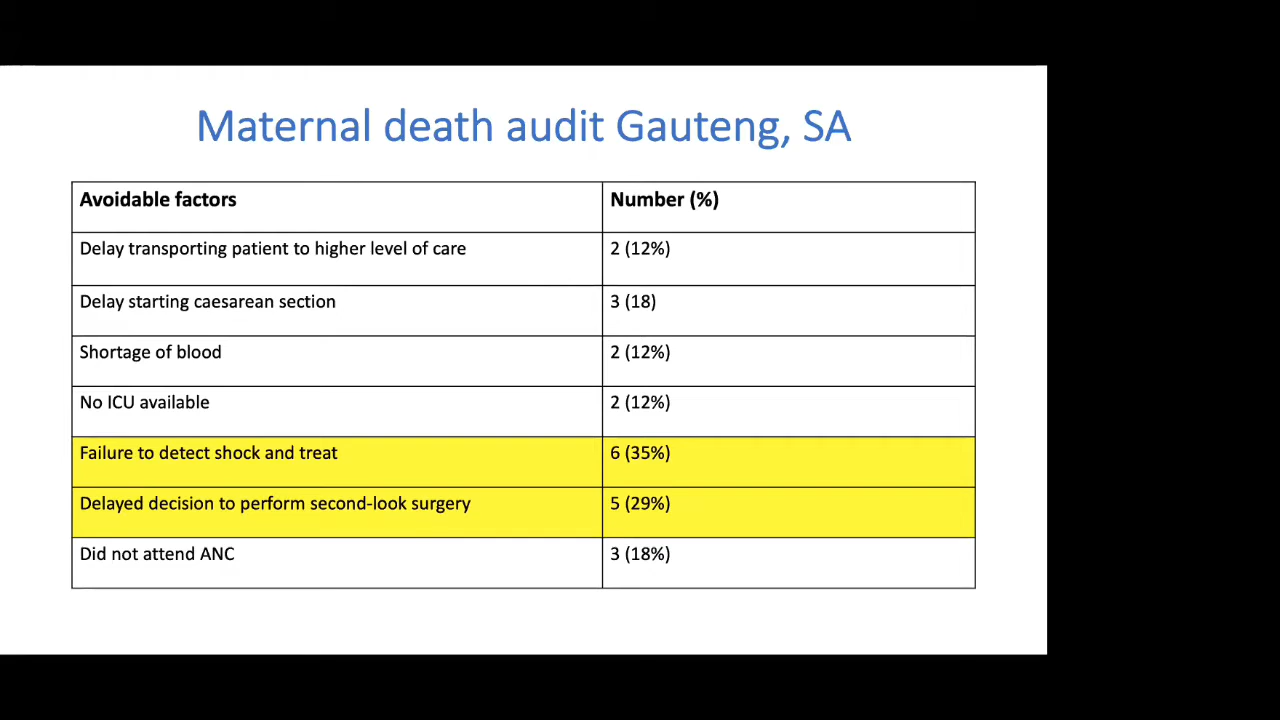 Maternal death audit Gauteng, SA
Avoidable factors Number (%)
Delay transporting patient to higher level of care 2 (12%)
Delay starting caesarean section 3 (18)
Shortage of blood 2 (12%)
No ICU available 2 (12%)
Failure to detect shock and treat 6 (35%)
Delayed decision to perform second-look surgery 5 (29%)
Did not attend ANC 3 (18%)